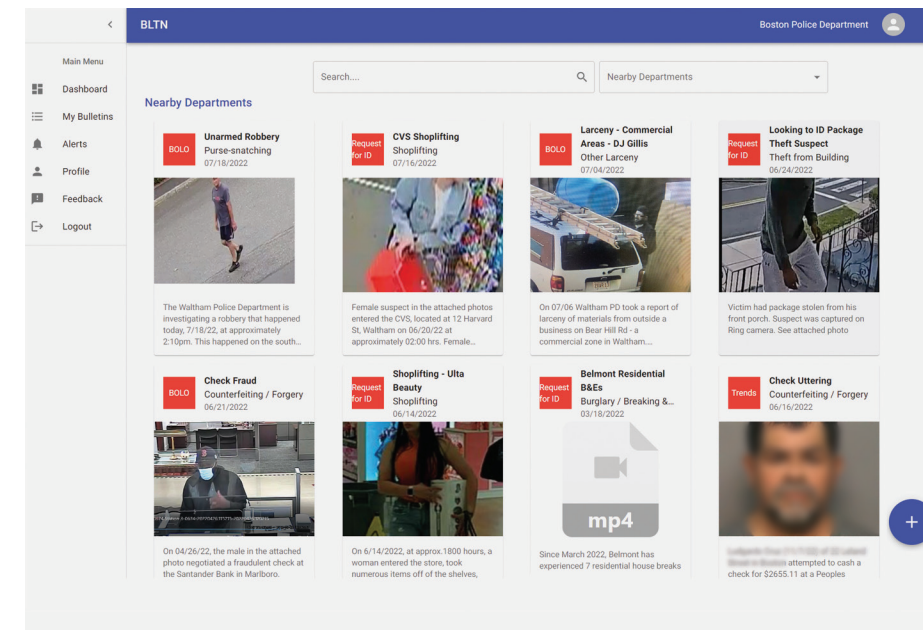 BLTN
Boston Police Department
Main Menu
Dashboard
My Bulletins
Alerts
Profile
Feedback
Logout
Search....
Nearby Departments
Nearby Departments
BOLO
Unarmed Robbery
Purse-snatching
07/18/2022
The Waltham Police Department is
investigating a robbery that happened
today, 7/18/22, at approximately
2:10pm. This happened on the south...
Request
for ID
CVS Shoplifting
Shoplifting
07/16/2022
Female suspect in the attached photos
entered the CVS, located at 12 Harvard
St, Waltham on 06/20/22 at
approximately 02:00 hrs. Female...
BOLO
Larceny - Commercial
Areas - DJ Gillis
Other Larceny
07/04/2022
On 07/06 Waltham PD took a report of
larceny of materials from outside a
business on Bear Hill Rd - a
commercial zone in Waltham....
Request
for ID
Looking to ID Package
Theft Suspect
Theft from Building
06/24/2022
Victim had package stolen from his
front porch. Suspect was captured on
Ring camera. See attached photo
BOLO
Check Fraud
Counterfeiting / Forgery
06/21/2022
On 04/26/22, the male in the attached
photo negotiated a fraudulent check at
the Santander Bank in Marlboro.
Request
for ID
Shoplifting - Ulta
Beauty
Shoplifting
06/14/2022
On 6/14/2022, at approx.1800 hours, a
woman entered the store, took
numerous items off of the shelves,
Request
for ID
Belmont Residential
B&Es
Burglary / Breaking &...
03/18/2022
mp4
Since March 2022, Belmont has
experienced 7 residential house breaks
Trends
Check Uttering
Counterfeiting / Forgery
06/16/2022
attempted to cash a
check for $2655.11 at a Peoples